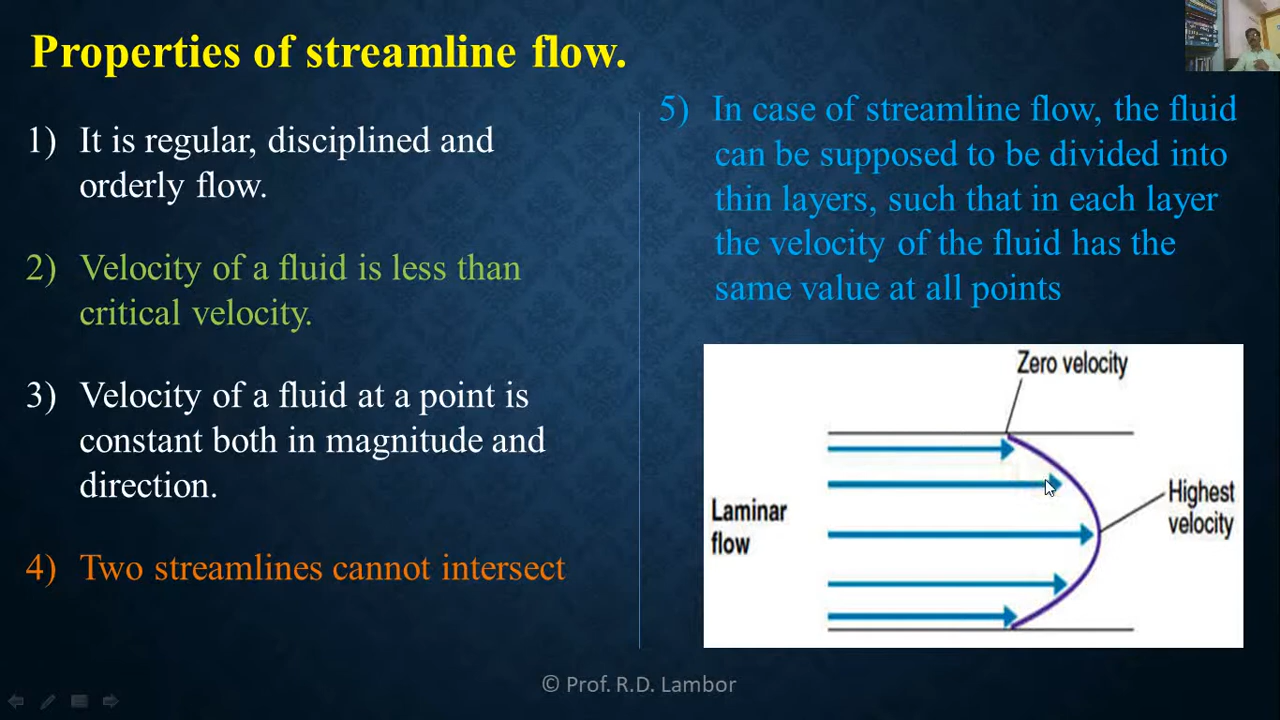 Properties of streamline flow.
1) It is regular, disciplined and
orderly flow.
2) Velocity of a fluid is less than
critical velocity.
3) Velocity of a fluid at a point is
constant both in magnitude and
direction.
4) Two streamlines cannot intersect
5) In case of streamline flow, the fluid
can be supposed to be divided into
thin layers, such that in each layer
the velocity of the fluid has the
same value at all points
Zero velocity
Laminar
flow
Highest
velocity
© Prof. R.D. Lambor